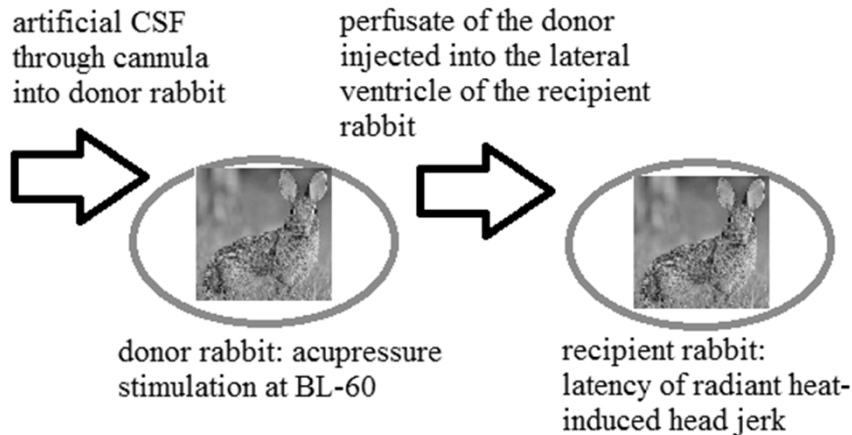 artificial CSF
through cannula
into donor rabbit
perfusate of the donor
injected into the lateral
ventricle of the recipient
rabbit
donor rabbit: acupressure
stimulation at BL-60
recipient rabbit:
latency of radiant heat-
induced head jerk